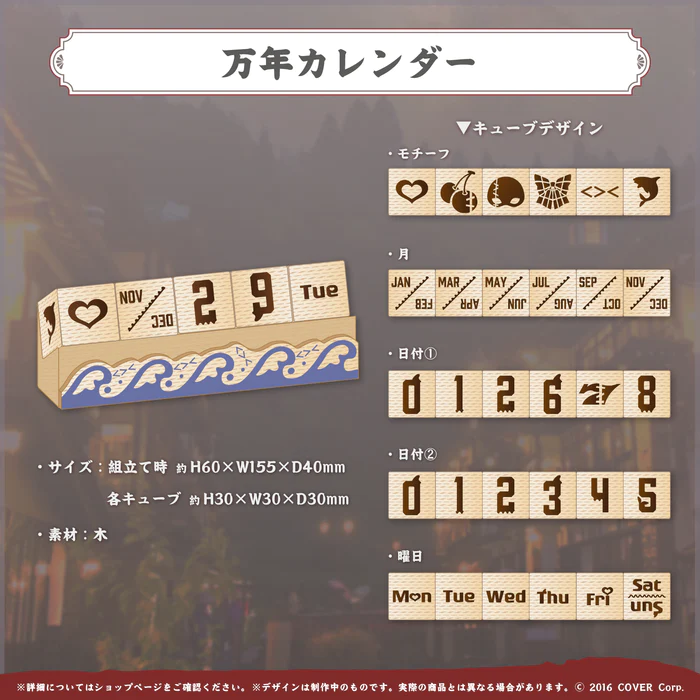 万年カレンダー
▼キューブデザイン
・モチーフ
<><
・月
JAN FEB MAR APR MAY JUN JUL AUG SEP OCT NOV DEC
NOV DEC 2 9 Tue
・日付①
0 1 2 6 8
・日付②
0 1 2 3 4 5
・サイズ：組立て時 約H60×W155×D40mm
各キューブ 約H30×W30×D30mm
・素材：木
・曜日
Mon Tue Wed Thu Fri Sat Sun
※詳細についてはショップページをご確認ください。※デザインは制作中のものです。実際の商品とは異なる場合があります。© 2016 COVER Corp.